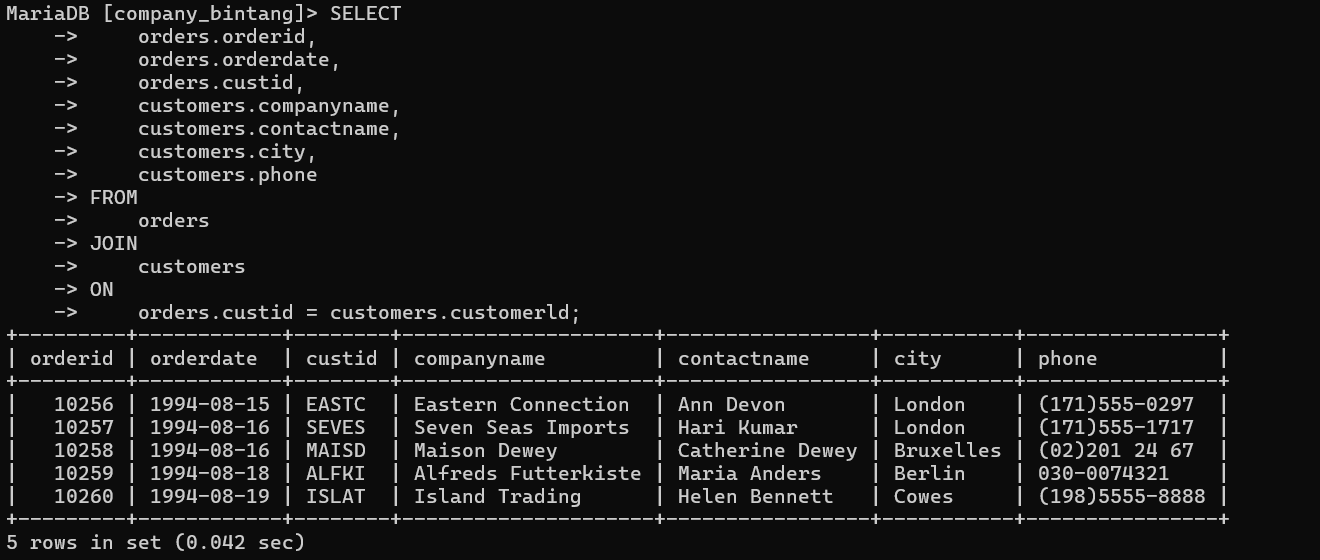 MariaDB [company_bintang]> SELECT
    ->     orders.orderid,
    ->     orders.orderdate,
    ->     orders.custid,
    ->     customers.companyname,
    ->     customers.contactname,
    ->     customers.city,
    ->     customers.phone
    -> FROM
    ->     orders
    -> JOIN
    ->     customers
    -> ON
    ->     orders.custid = customers.customerld;
+---------+------------+--------+---------------------+-----------------+-----------+----------------+
| orderid | orderdate  | custid | companyname         | contactname     | city      | phone          |
+---------+------------+--------+---------------------+-----------------+-----------+----------------+
|   10256 | 1994-08-15 | EASTC  | Eastern Connection  | Ann Devon       | London    | (171)555-0297  |
|   10257 | 1994-08-16 | SEVES  | Seven Seas Imports  | Hari Kumar      | London    | (171)555-1717  |
|   10258 | 1994-08-16 | MAISD  | Maison Dewey        | Catherine Dewey | Bruxelles | (02)201 24 67  |
|   10259 | 1994-08-18 | ALFKI  | Alfreds Futterkiste | Maria Anders    | Berlin    | 030-0074321    |
|   10260 | 1994-08-19 | ISLAT  | Island Trading      | Helen Bennett   | Cowes     | (198)5555-8888 |
+---------+------------+--------+---------------------+-----------------+-----------+----------------+
5 rows in set (0.042 sec)